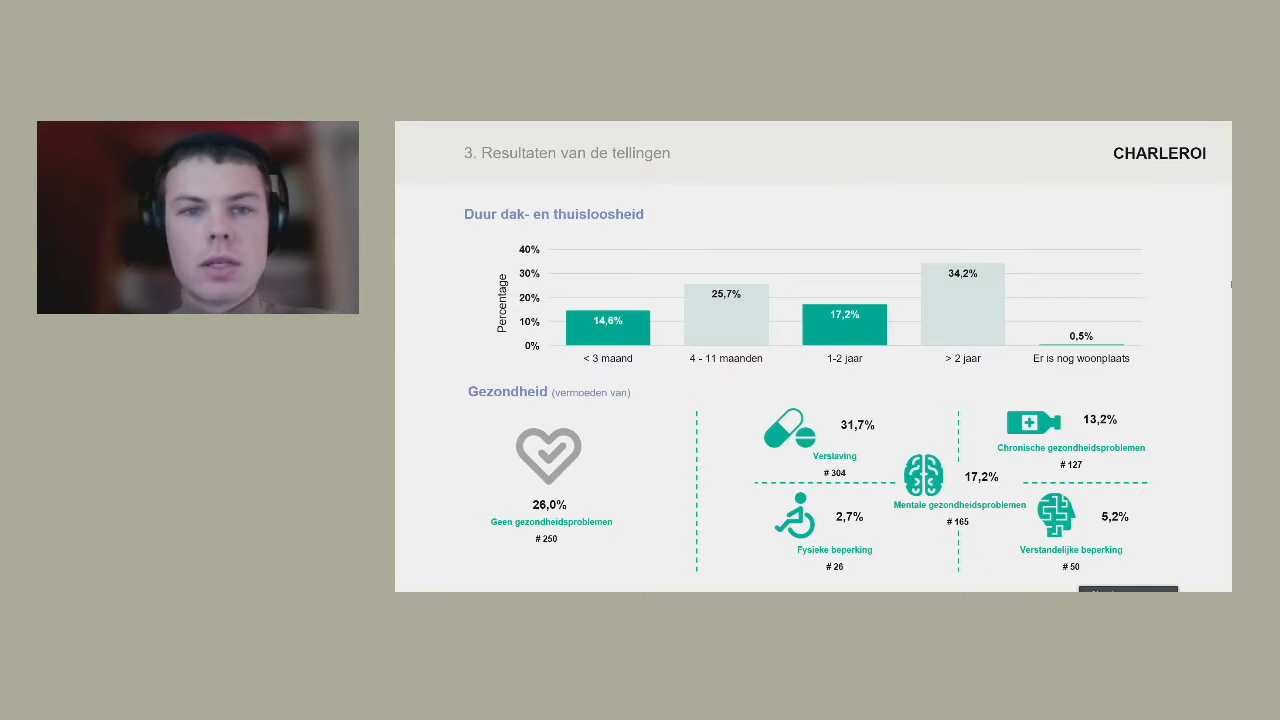 3. Resultaten van de tellingen
CHARLEROI
Duur dak- en thuisloosheid
Percentage
40%
30%
20%
10%
0%
14,6%
25,7%
17,2%
34,2%
0,5%
< 3 maand
4 - 11 maanden
1-2 jaar
> 2 jaar
Er is nog woonplaats
Gezondheid (vermoeden van)
26,0%
Geen gezondheidsproblemen
# 250
31,7%
Verslaving
# 304
13,2%
Chronische gezondheidsproblemen
# 127
17,2%
Mentale gezondheidsproblemen
# 165
2,7%
Fysieke beperking
# 26
5,2%
Verstandelijke beperking
# 50